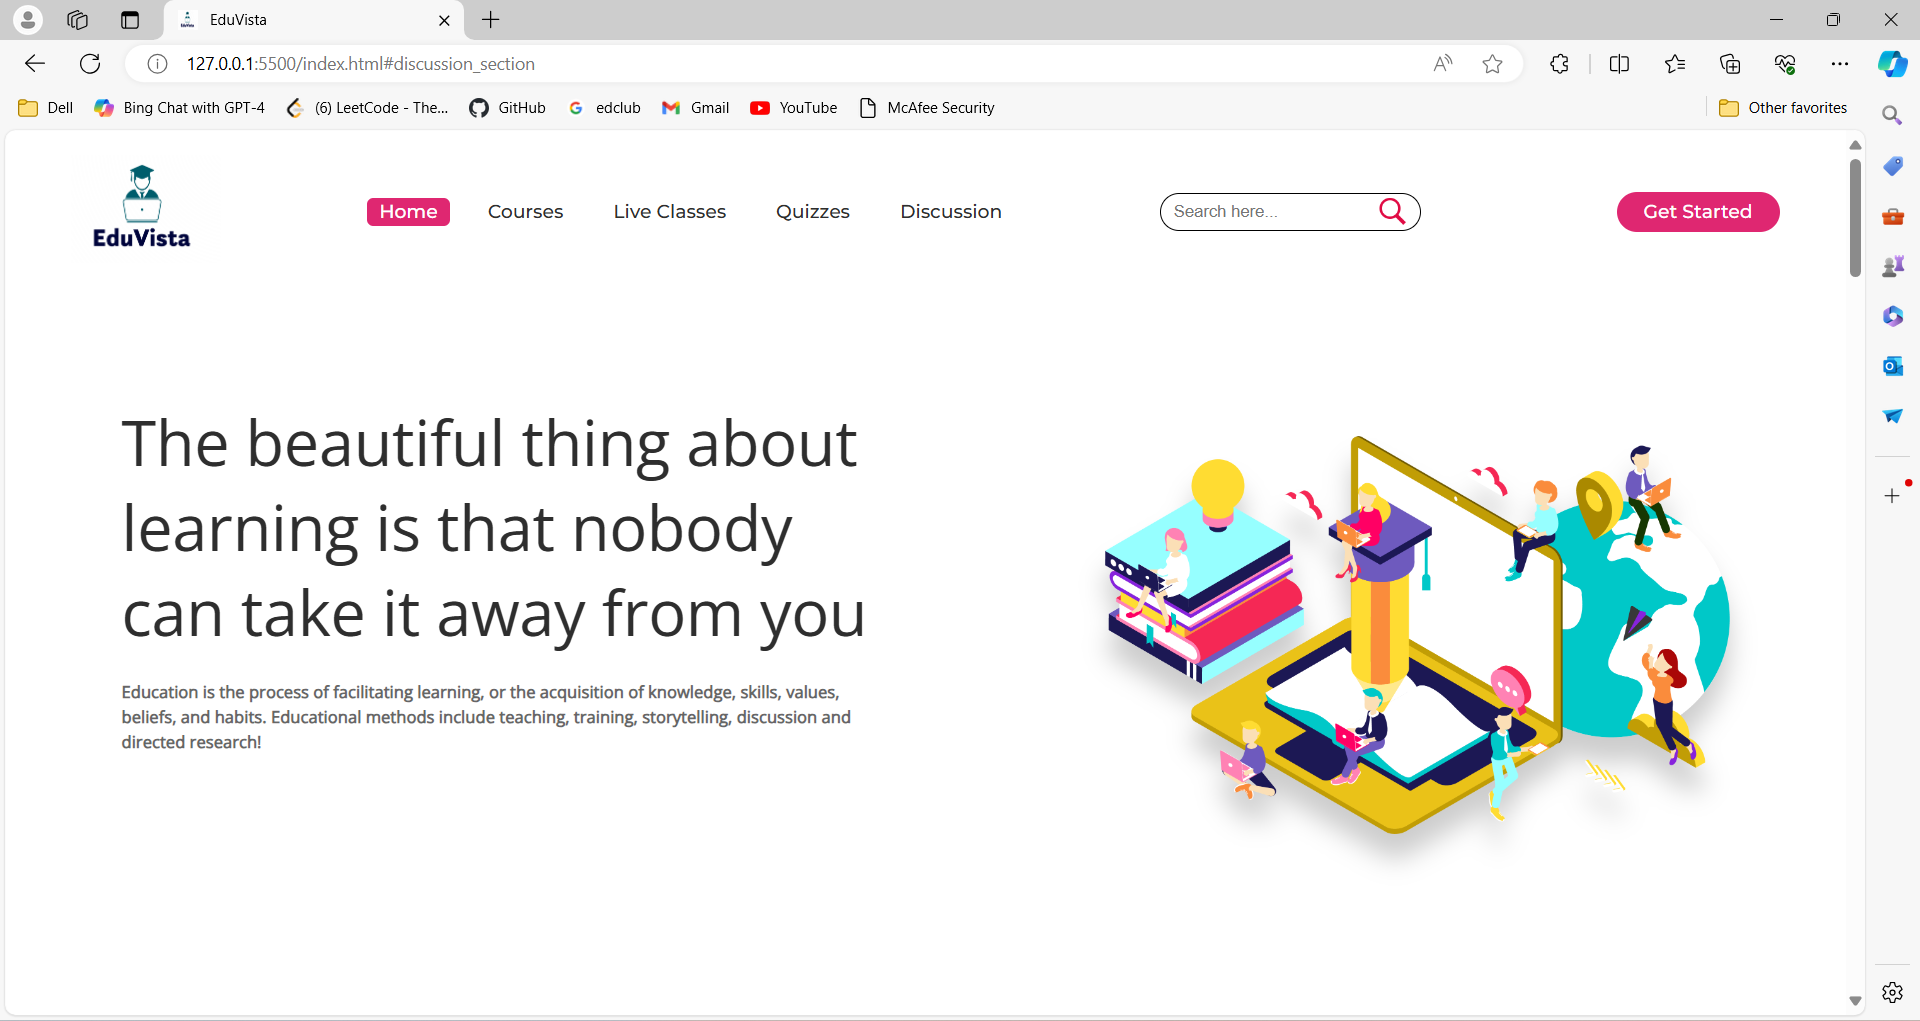 EduVista
127.0.0.1:5500/index.html#discussion_section
Dell
Bing Chat with GPT-4
(6) LeetCode - The...
GitHub
edclub
Gmail
YouTube
McAfee Security
Other favorites
EduVista
Home
Courses
Live Classes
Quizzes
Discussion
Search here...
Get Started
The beautiful thing about
learning is that nobody
can take it away from you
Education is the process of facilitating learning, or the acquisition of knowledge, skills, values,
beliefs, and habits. Educational methods include teaching, training, storytelling, discussion and
directed research!